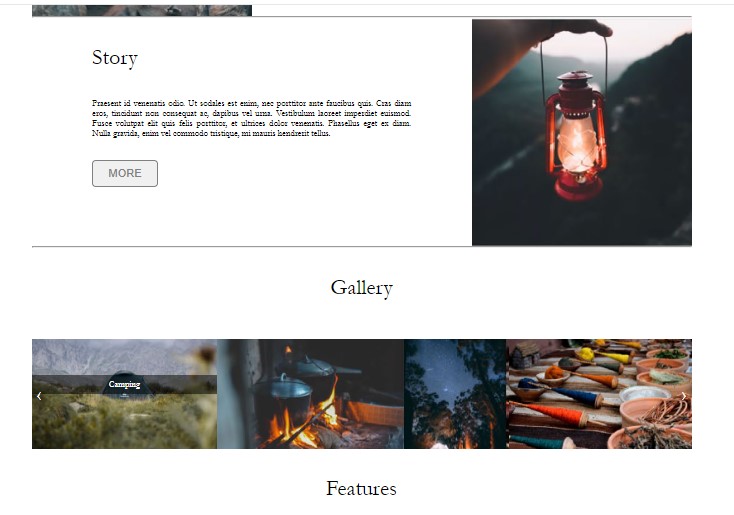 Story
Praesent id venenatis odio. Ut sodales est enim, nec porttitor ante faucibus quis. Cras diam
eros, tincidunt non consequat ac, dapibus vel urna. Vestibulum laoreet imperdiet euismod.
Fusce volutpat elit quis felis porttitor, et ultrices dolor venenatis. Phasellus eget ex diam.
Nulla gravida, enim vel commodo tristique, mi mauris hendrerit tellus.
MORE
Gallery
Camping
‹ ›
Features